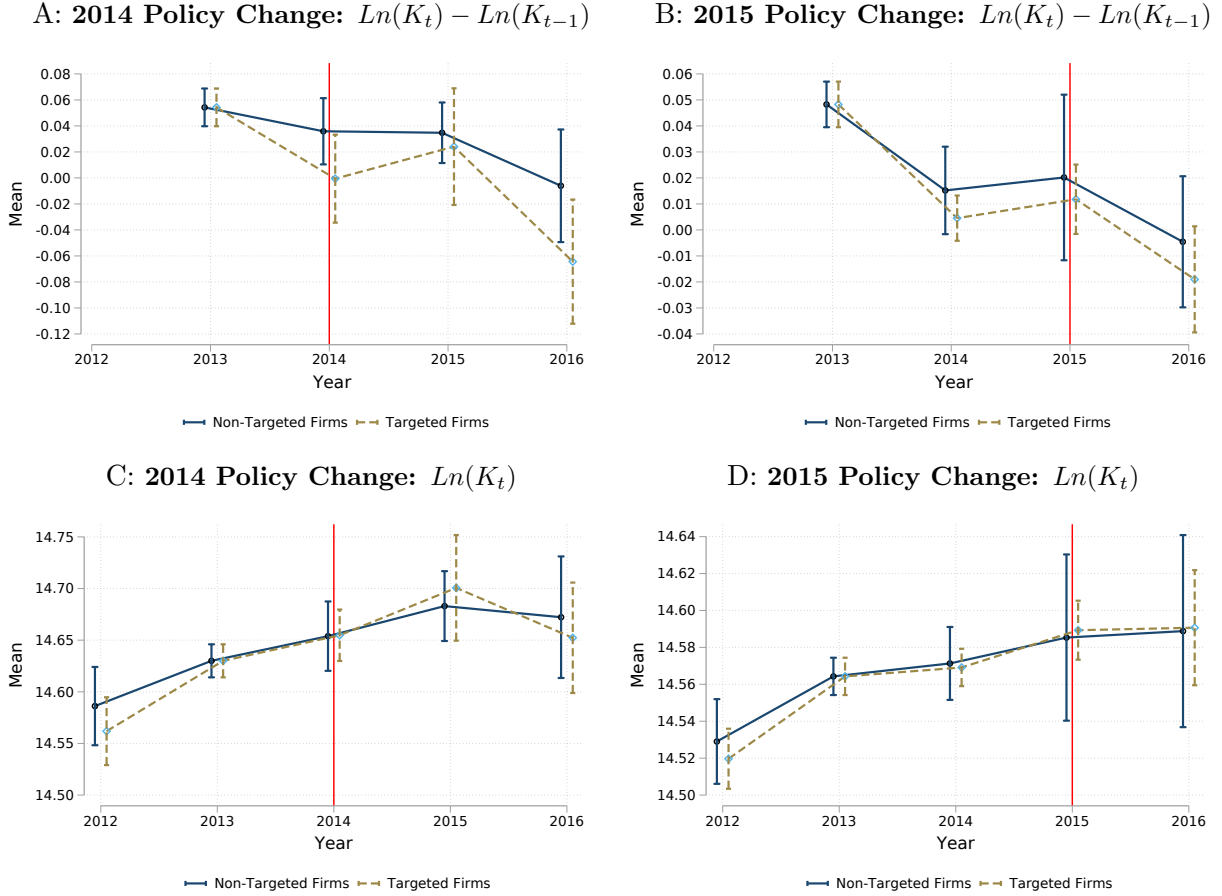 A: 2014 Policy Change: Ln(K_t) − Ln(K_{t−1})
0.08
0.06
0.04
0.02
0.00
-0.02
-0.04
-0.06
-0.08
-0.10
-0.12
Mean
2012 2013 2014 2015 2016
Year
Non-Targeted Firms Targeted Firms
B: 2015 Policy Change: Ln(K_t) − Ln(K_{t−1})
0.06
0.05
0.04
0.03
0.02
0.01
0.00
-0.01
-0.02
-0.03
-0.04
Mean
2012 2013 2014 2015 2016
Year
Non-Targeted Firms Targeted Firms
C: 2014 Policy Change: Ln(K_t)
14.75
14.70
14.65
14.60
14.55
14.50
Mean
2012 2013 2014 2015 2016
Year
Non-Targeted Firms Targeted Firms
D: 2015 Policy Change: Ln(K_t)
14.64
14.62
14.60
14.58
14.56
14.54
14.52
14.50
Mean
2012 2013 2014 2015 2016
Year
Non-Targeted Firms Targeted Firms